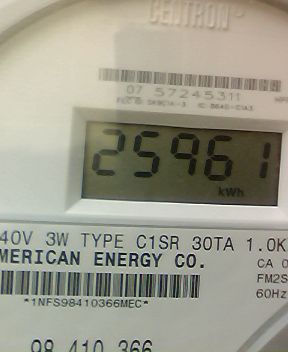 CENTRON
07 57245311
25961
kWh
40V 3W TYPE C1SR 30TA 1.0K
MERICAN ENERGY CO.
CA 0
FM2S
*1NFS98410366MEC*
60Hz
98 410 366